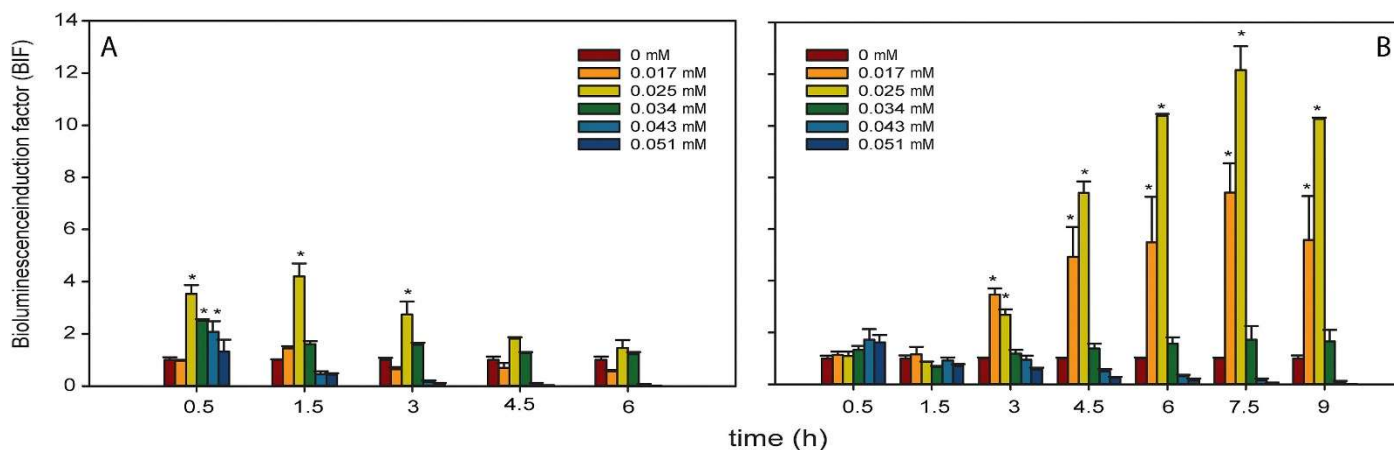 Bioluminescenceinduction factor (BIF)
14
12
10
8
6
4
2
0
A
0 mM
0.017 mM
0.025 mM
0.034 mM
0.043 mM
0.051 mM
* * * * * *
0.5 1.5 3 4.5 6
B
0 mM
0.017 mM
0.025 mM
0.034 mM
0.043 mM
0.051 mM
* * * * * * * * * *
0.5 1.5 3 4.5 6 7.5 9
time (h)